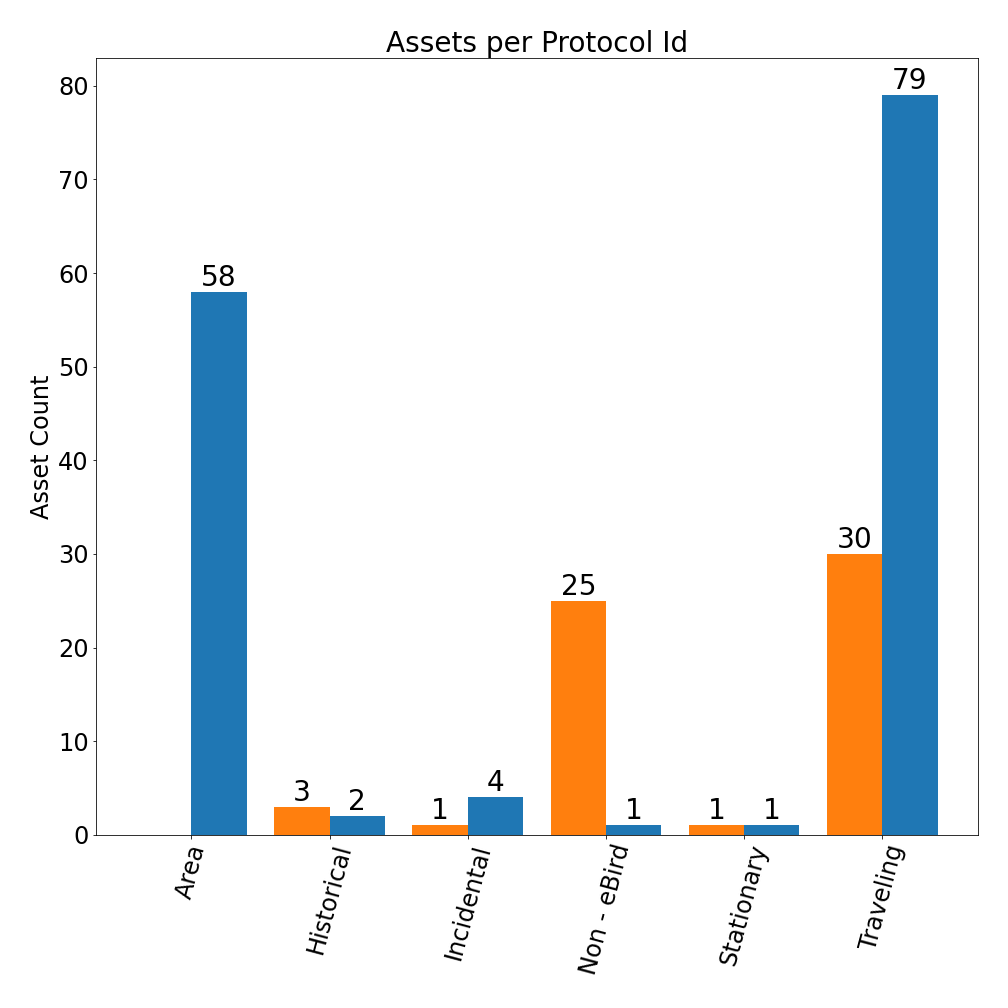 Assets per Protocol Id
Asset Count
80
70
60
50
40
30
20
10
0
58
3
2
1
4
25
1
1
1
30
79
Area
Historical
Incidental
Non - eBird
Stationary
Traveling